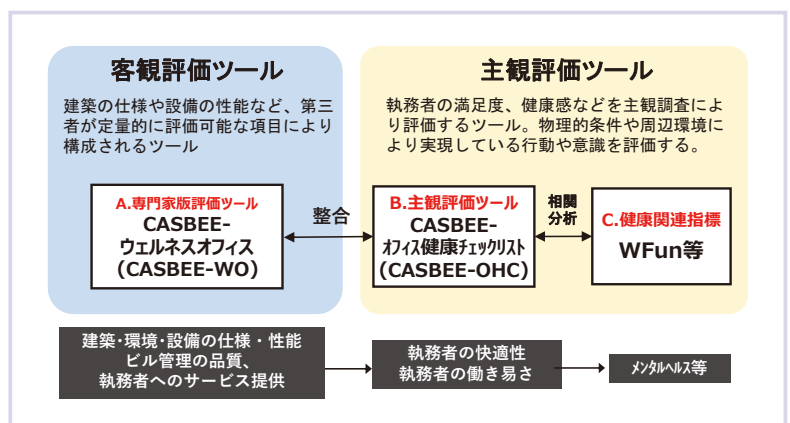 客観評価ツール
建築の仕様や設備の性能など、第三
者が定量的に評価可能な項目により
構成されるツール
主観評価ツール
執務者の満足度、健康感などを主観調査によ
り評価するツール。物理的条件や周辺環境に
より実現している行動や意識を評価する。
A.専門家版評価ツール
CASBEE-
ウェルネスオフィス
(CASBEE-WO)
整合
B.主観評価ツール
CASBEE-
オフィス健康チェックリスト
(CASBEE-OHC)
相関
分析
C.健康関連指標
WFun等
建築・環境・設備の仕様・性能
ビル管理の品質、
執務者へのサービス提供
執務者の快適性
執務者の働き易さ
メンタルヘルス等